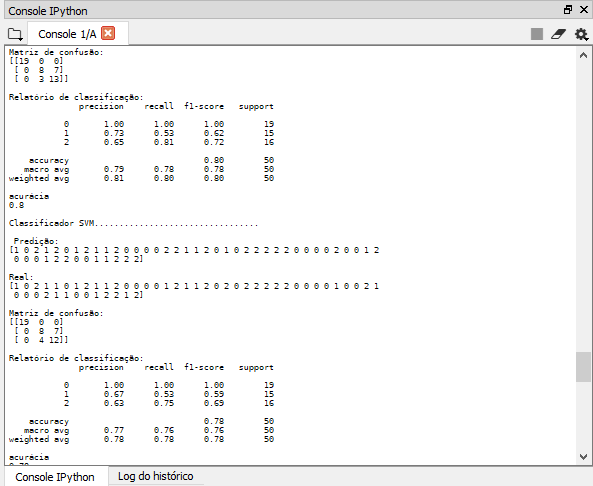 Console IPython
Console 1/A
Matriz de confusão:
[[19  0  0]
 [ 0  8  7]
 [ 0  3 13]]
Relatório de classificação:
              precision    recall  f1-score   support
           0       1.00      1.00      1.00        19
           1       0.73      0.53      0.62        15
           2       0.65      0.81      0.72        16
    accuracy                           0.80        50
   macro avg       0.79      0.78      0.78        50
weighted avg       0.81      0.80      0.80        50
acurácia
0.8
Classificador SVM................................
 Predição:
[1 0 2 1 2 0 1 2 1 1 2 0 0 0 0 2 2 1 1 2 0 1 0 2 2 2 2 2 0 0 0 0 2 0 0 1 2
 0 0 0 1 2 2 0 0 1 1 2 2 2]
Real:
[1 0 2 1 1 0 1 2 1 1 2 0 0 0 0 1 2 1 1 2 0 2 0 2 2 2 2 2 0 0 0 0 1 0 0 2 1
 0 0 0 2 1 1 0 0 1 2 2 1 2]
Matriz de confusão:
[[19  0  0]
 [ 0  8  7]
 [ 0  4 12]]
Relatório de classificação:
              precision    recall  f1-score   support
           0       1.00      1.00      1.00        19
           1       0.67      0.53      0.59        15
           2       0.63      0.75      0.69        16
    accuracy                           0.78        50
   macro avg       0.77      0.76      0.76        50
weighted avg       0.78      0.78      0.78        50
acurácia
Console IPython
Log do histórico